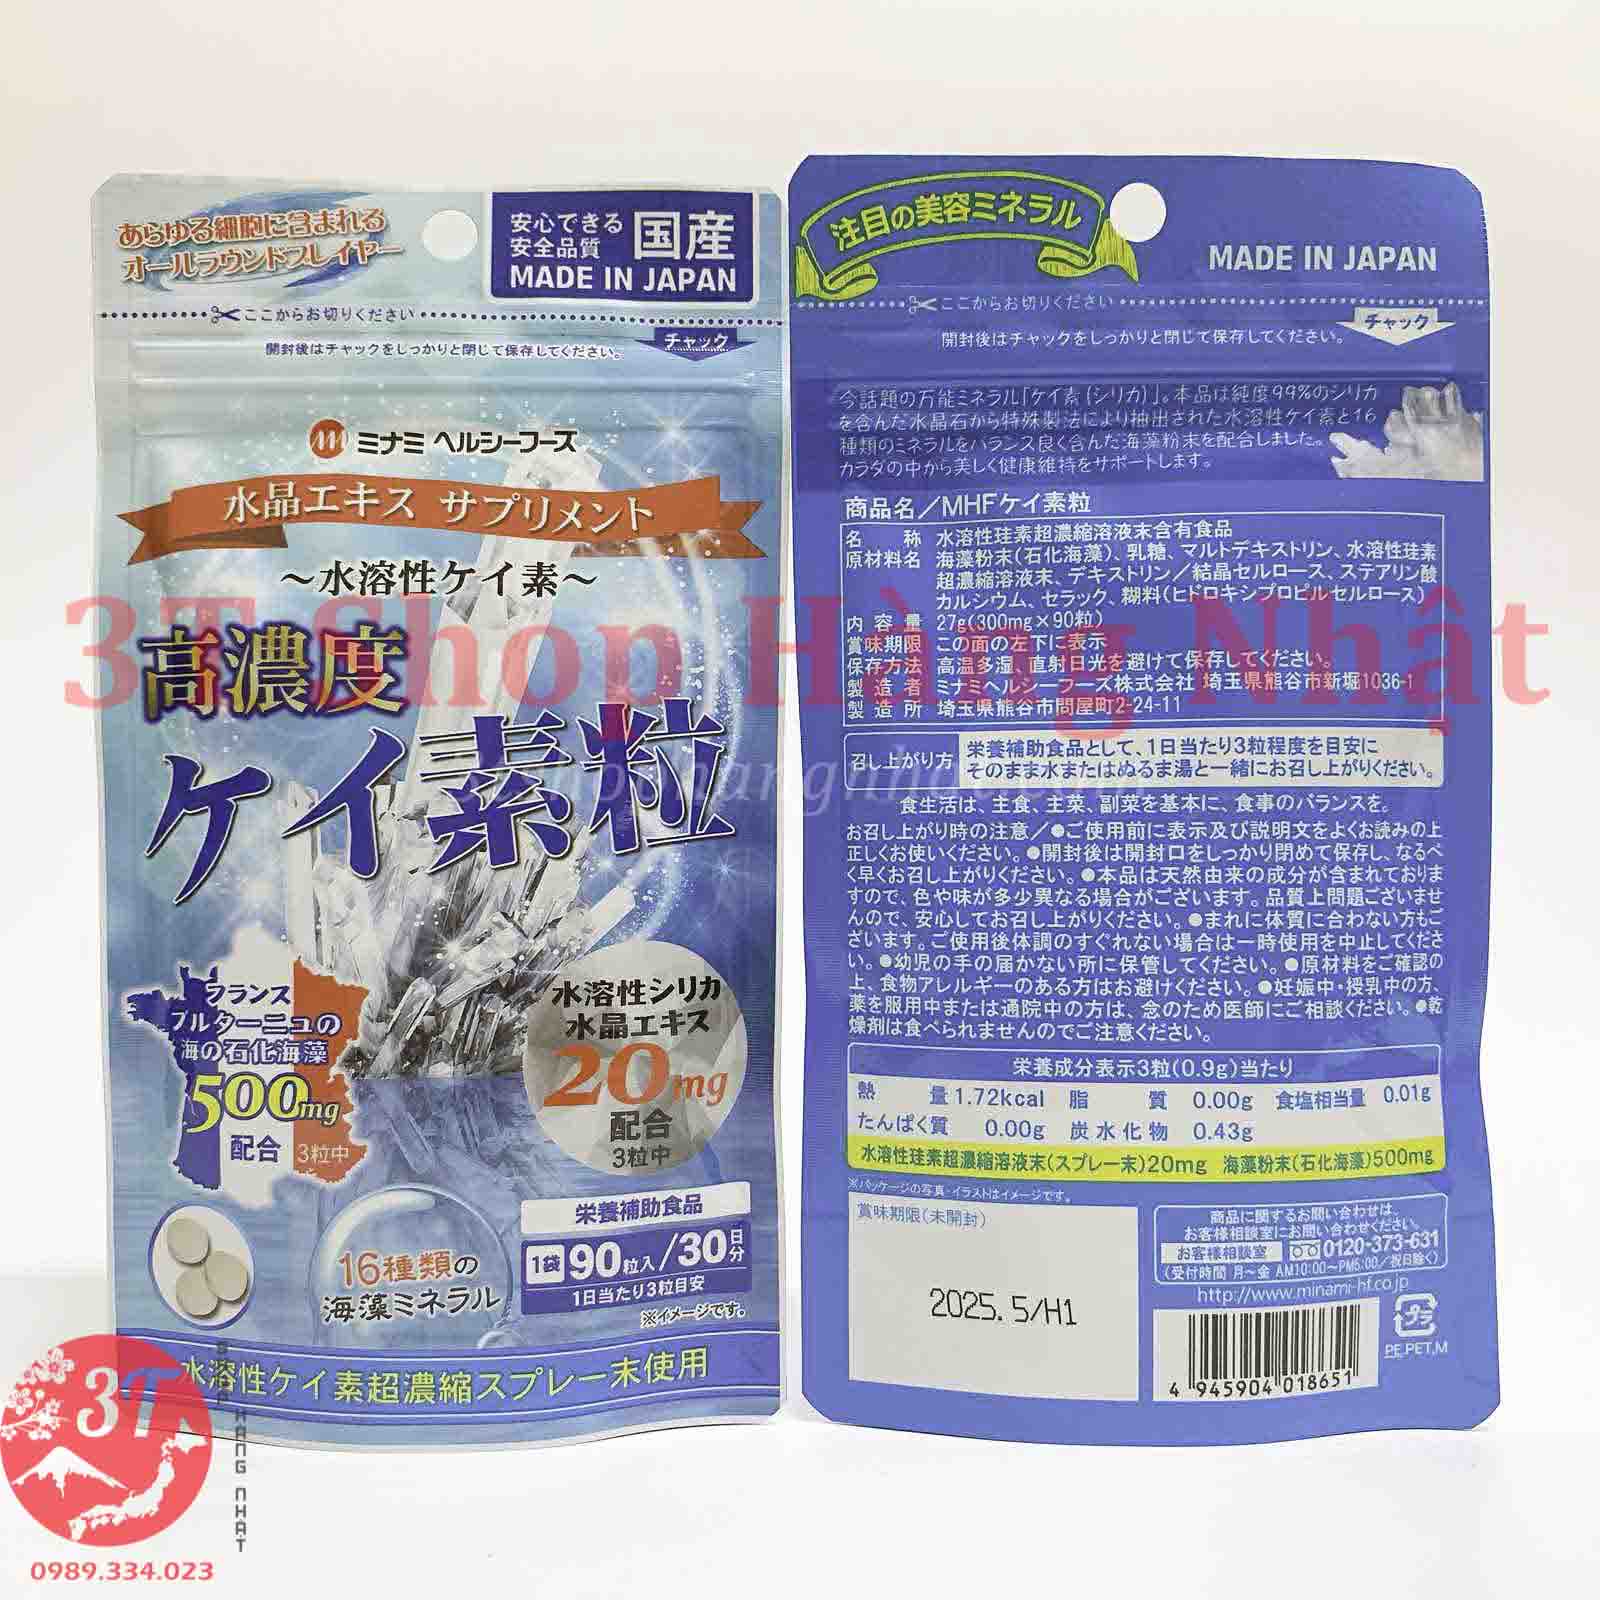 あらゆる細胞に含まれる
オールラウンドプレイヤー
安心できる
安全品質
国産
MADE IN JAPAN
ここからお切りください
開封後はチャックをしっかりと閉じて保存してください。
チャック
ミナミ ヘルシーフーズ
水晶エキス サプリメント
～水溶性ケイ素～
高濃度
ケイ素粒
フランス
ブルターニュの
海の石化海藻
500mg
配合 3粒中
水溶性シリカ
水晶エキス
20mg
配合
3粒中
16種類の
海藻ミネラル
栄養補助食品
1袋90粒入/30日分
1日当たり3粒目安
※イメージです。
水溶性ケイ素超濃縮スプレー末使用
注目の美容ミネラル
MADE IN JAPAN
ここからお切りください
チャック
開封後はチャックをしっかりと閉じて保存してください。
今話題の万能ミネラル「ケイ素(シリカ)」。本品は純度99%のシリカ
を含んだ水晶石から特殊製法により抽出された水溶性ケイ素と16
種類のミネラルをバランス良く含んだ海藻粉末を配合しました。
カラダの中から美しく健康維持をサポートします。
商品名／MHFケイ素粒
名称 水溶性珪素超濃縮溶液末含有食品
原材料名 海藻粉末(石化海藻)、乳糖、マルトデキストリン、水溶性珪素
超濃縮溶液末、デキストリン／結晶セルロース、ステアリン酸
カルシウム、セラック、糊料(ヒドロキシプロピルセルロース)
内容量 27g(300mg×90粒)
賞味期限 この面の左下に表示
保存方法 高温多湿、直射日光を避けて保存してください。
製造者 ミナミヘルシーフーズ株式会社 埼玉県熊谷市新堀1036-1
製造所 埼玉県熊谷市問屋町2-24-11
召し上がり方 栄養補助食品として、1日当たり3粒程度を目安に
そのまま水またはぬるま湯と一緒にお召し上がりください。
食生活は、主食、主菜、副菜を基本に、食事のバランスを。
お召し上がり時の注意／●ご使用前に表示及び説明文をよくお読みの上
正しくお使いください。●開封後は開封口をしっかり閉めて保存し、なるべ
く早くお召し上がりください。●本品は天然由来の成分が含まれておりま
すので、色や味が多少異なる場合がございます。品質上問題ございませ
んので、安心してお召し上がりください。●まれに体質に合わない方もご
ざいます。ご使用後体調のすぐれない場合は一時使用を中止してくださ
い。●幼児の手の届かない所に保管してください。●原材料をご確認の
上、食物アレルギーのある方はお避けください。●妊娠中・授乳中の方、
薬を服用中または通院中の方は、念のため医師にご相談ください。●乾
燥剤は食べられませんのでご注意ください。
栄養成分表示3粒(0.9g)当たり
熱量 1.72kcal 脂質 0.00g 食塩相当量 0.01g
たんぱく質 0.00g 炭水化物 0.43g
水溶性珪素超濃縮溶液末(スプレー末)20mg 海藻粉末(石化海藻)500mg
※パッケージの写真・イラストはイメージです。
賞味期限(未開封)
2025.5/H1
商品に関するお問い合わせは、
お客様相談室にお問い合わせください。
お客様相談室 0120-373-631
(受付時間 月～金 AM10:00～PM5:00／祝日除く)
http://www.minami-hf.co.jp
プラ
PE,PET,M
4 945904 018651
3T Shop Hàng Nhật
3T
SHOP HÀNG NHẬT
0989.334.023